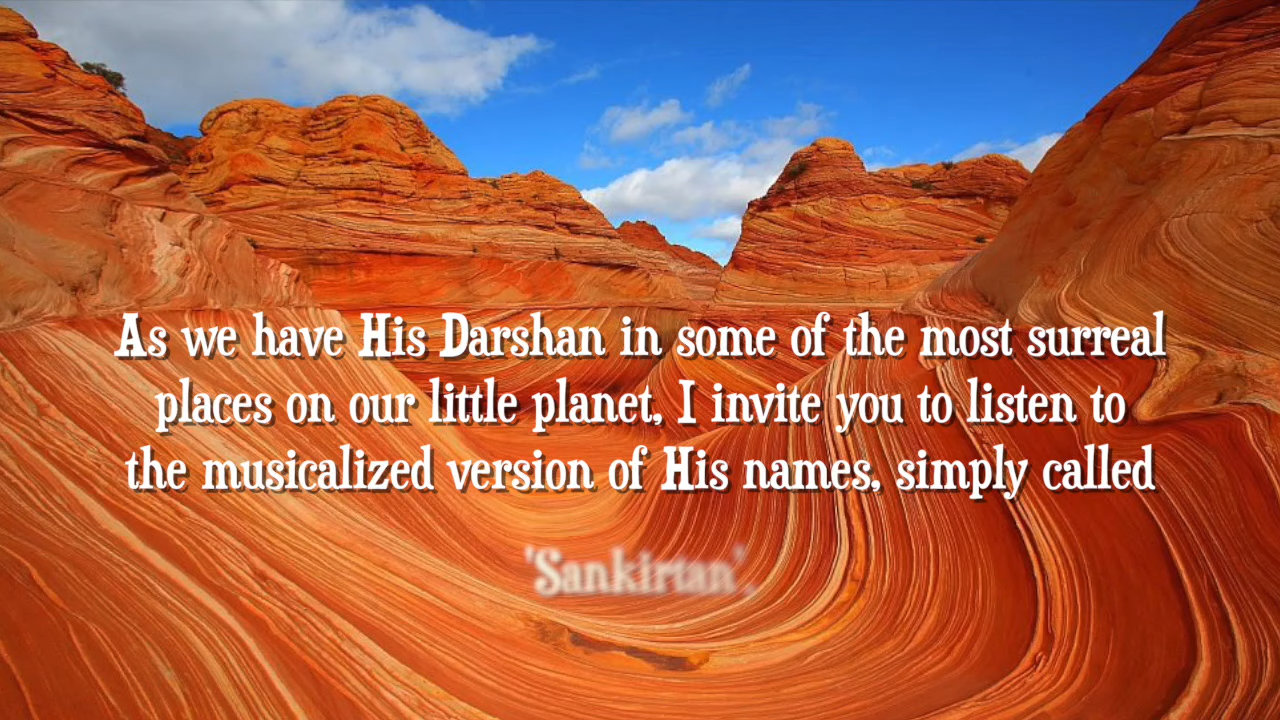 As we have His Darshan in some of the most surreal
places on our little planet, I invite you to listen to
the musicalized version of His names, simply called
'Sankirtan'.